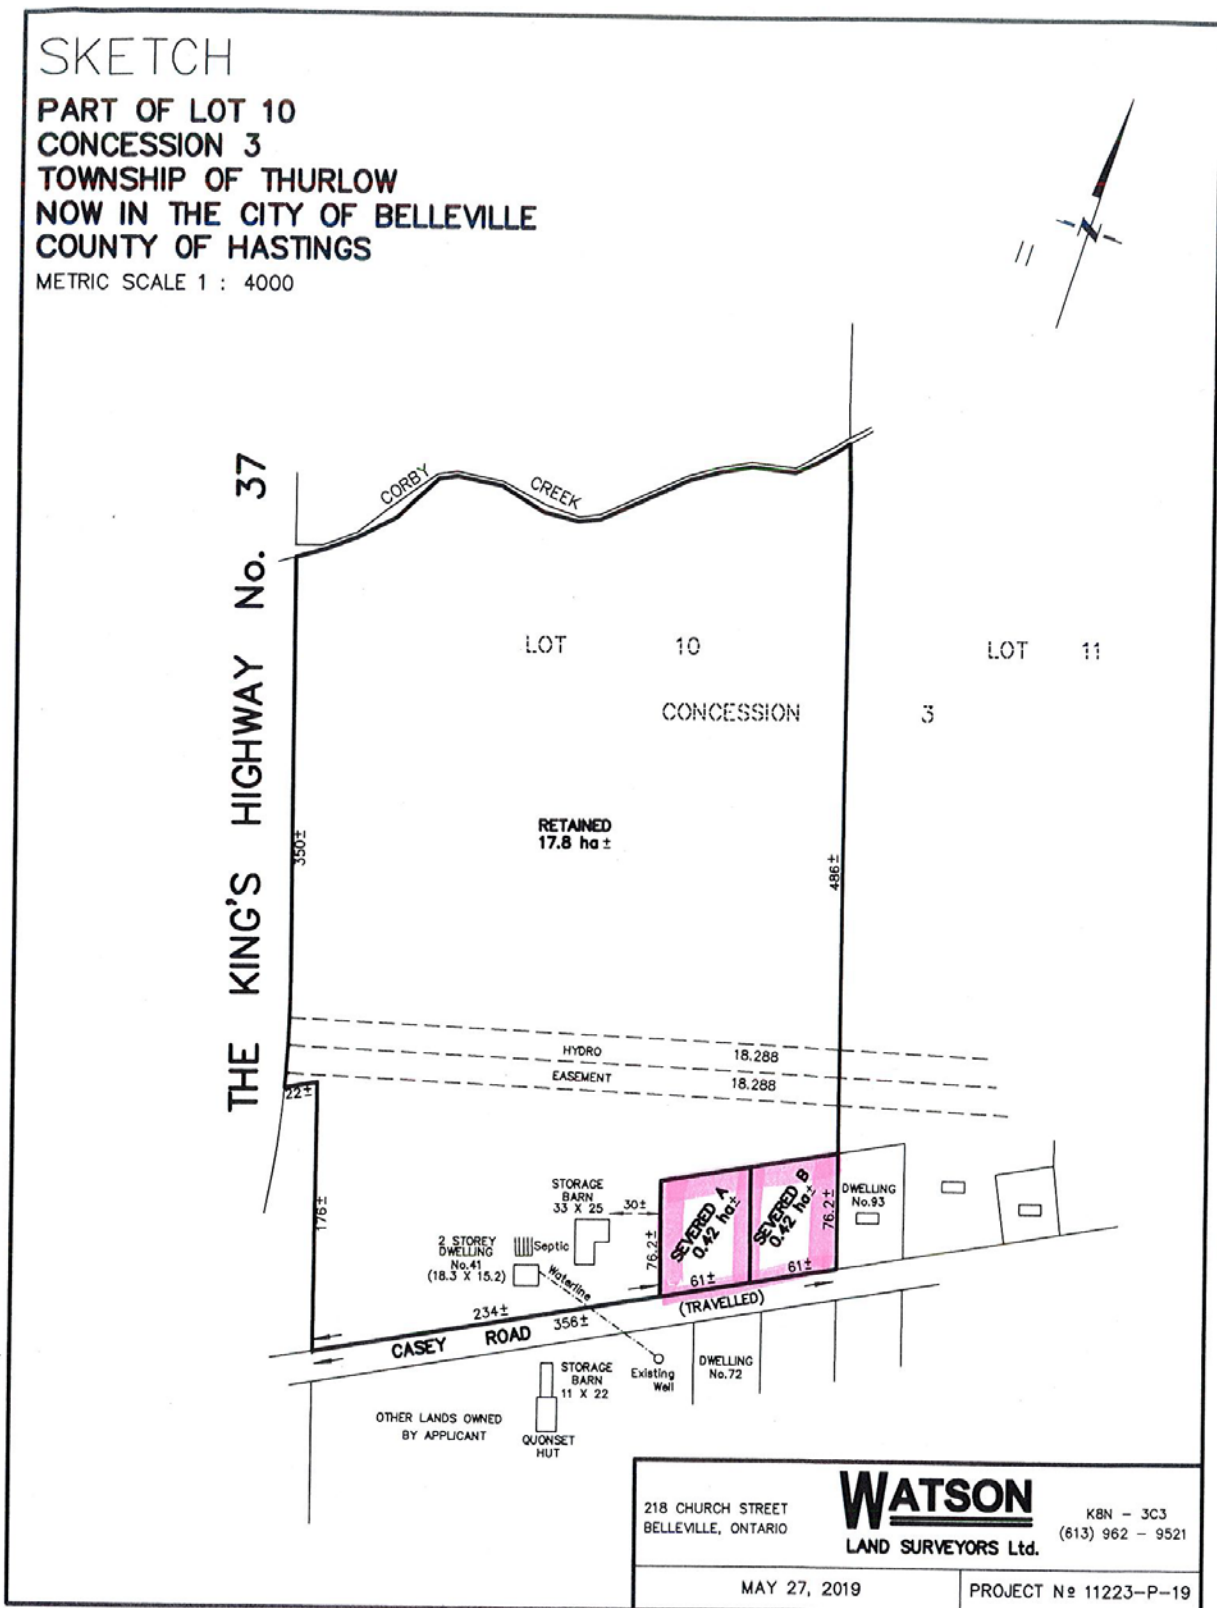 SKETCH
PART OF LOT 10
CONCESSION 3
TOWNSHIP OF THURLOW
NOW IN THE CITY OF BELLEVILLE
COUNTY OF HASTINGS
METRIC SCALE 1 : 4000
N
THE KING'S HIGHWAY No. 37
CORBY CREEK
LOT 10
LOT 11
CONCESSION 3
RETAINED
17.8 ha ±
350±
486±
HYDRO 18.288
EASEMENT 18.288
22±
176±
STORAGE
BARN
33 X 25
30±
2 STOREY
DWELLING
No.41
(18.3 X 15.2)
Septic
Waterline
76.2±
SEVERED A
0.42 ha±
SEVERED B
0.42 ha±
76.2±
DWELLING
No.93
61±
61±
(TRAVELLED)
234±
356±
CASEY ROAD
STORAGE
BARN
11 X 22
Existing
Well
DWELLING
No.72
OTHER LANDS OWNED
BY APPLICANT
QUONSET
HUT
218 CHURCH STREET
BELLEVILLE, ONTARIO
WATSON
LAND SURVEYORS Ltd.
K8N - 3C3
(613) 962 - 9521
MAY 27, 2019
PROJECT Nº 11223-P-19